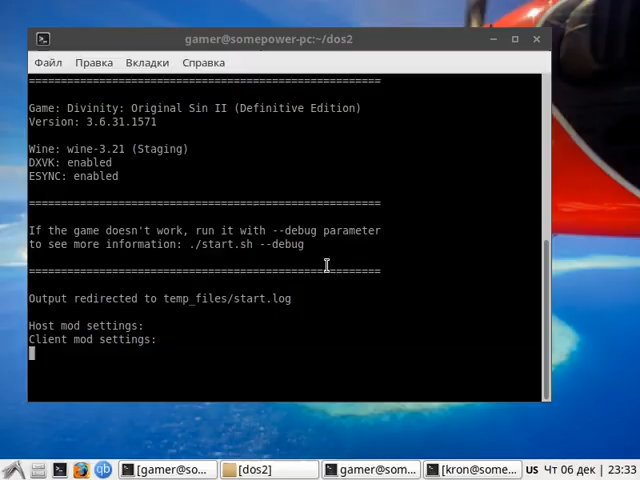 gamer@somepower-pc:~/dos2
Файл Правка Вкладки Справка
================================================
Game: Divinity: Original Sin II (Definitive Edition)
Version: 3.6.31.1571
Wine: wine-3.21 (Staging)
DXVK: enabled
ESYNC: enabled
================================================
If the game doesn't work, run it with --debug parameter
to see more information: ./start.sh --debug
================================================
Output redirected to temp_files/start.log
Host mod settings:
Client mod settings:
qb [gamer@so... [dos2] gamer@som... [kron@some... US Чт 06 дек | 23:33